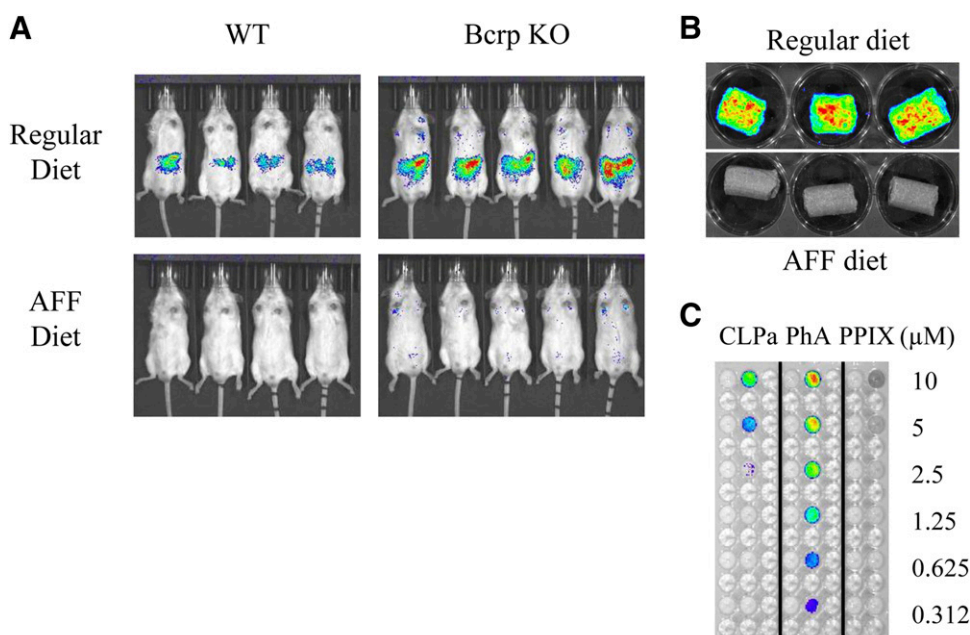 A
WT
Bcrp KO
Regular
Diet
AFF
Diet
B
Regular diet
AFF diet
C
CLPa PhA PPIX (μM)
10
5
2.5
1.25
0.625
0.312